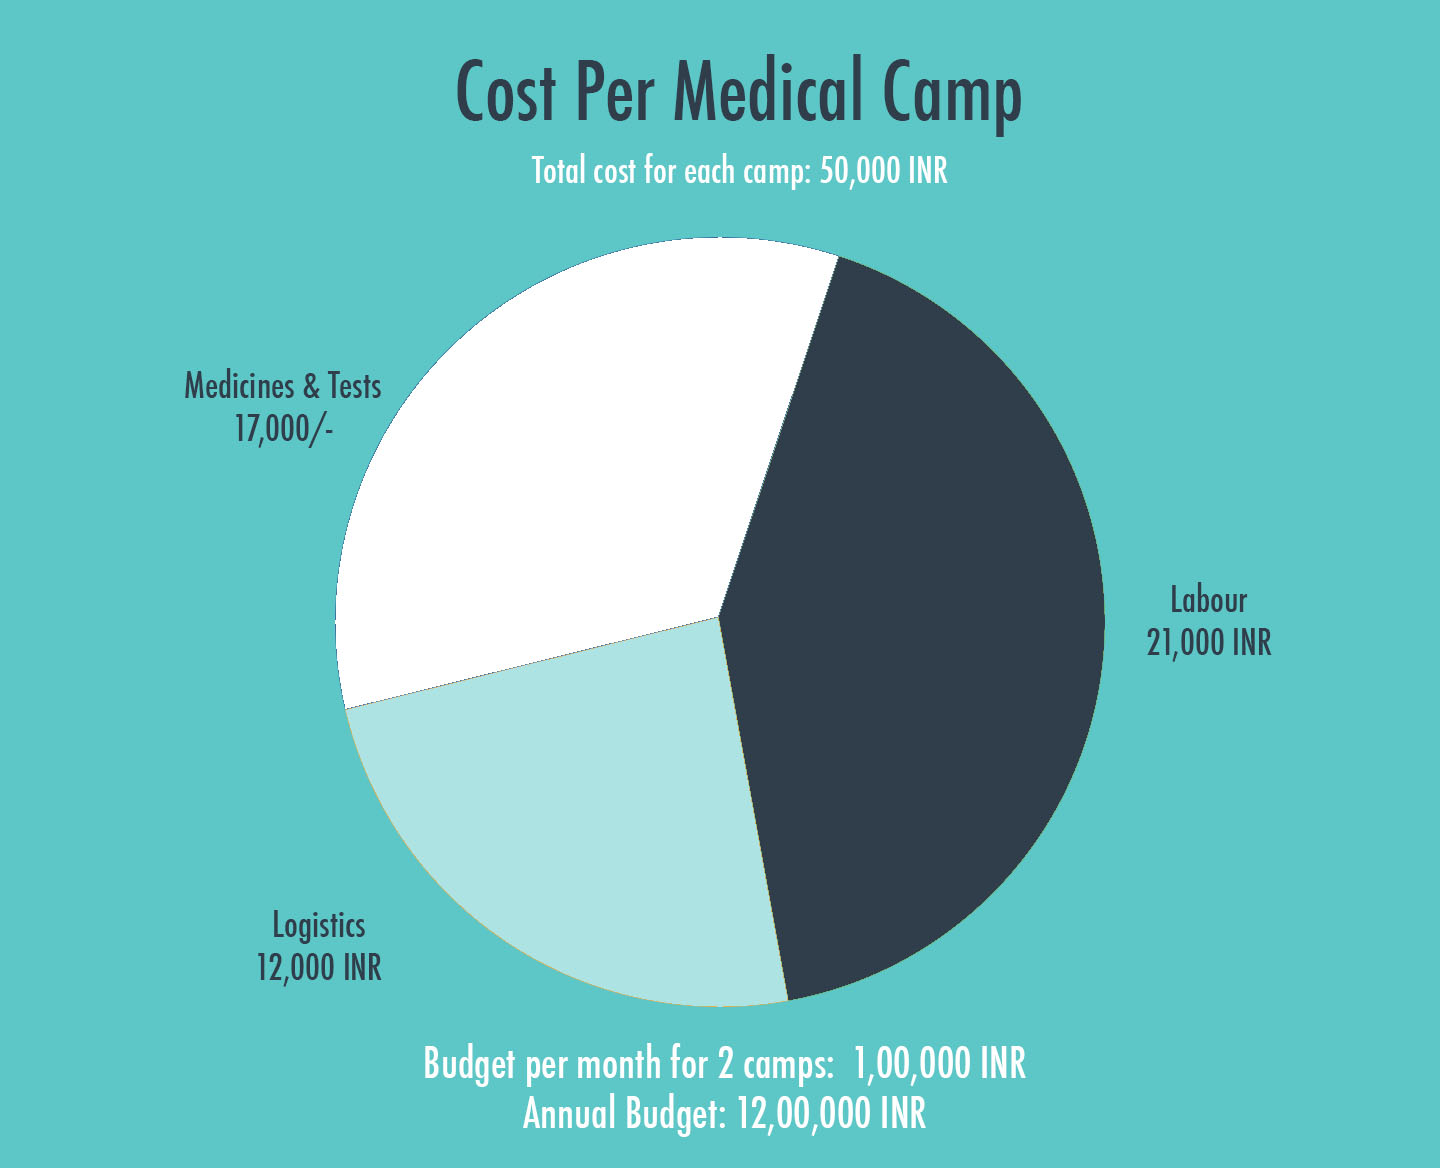 Cost Per Medical Camp
Total cost for each camp: 50,000 INR
Medicines & Tests
17,000/-
Labour
21,000 INR
Logistics
12,000 INR
Budget per month for 2 camps: 1,00,000 INR
Annual Budget: 12,00,000 INR